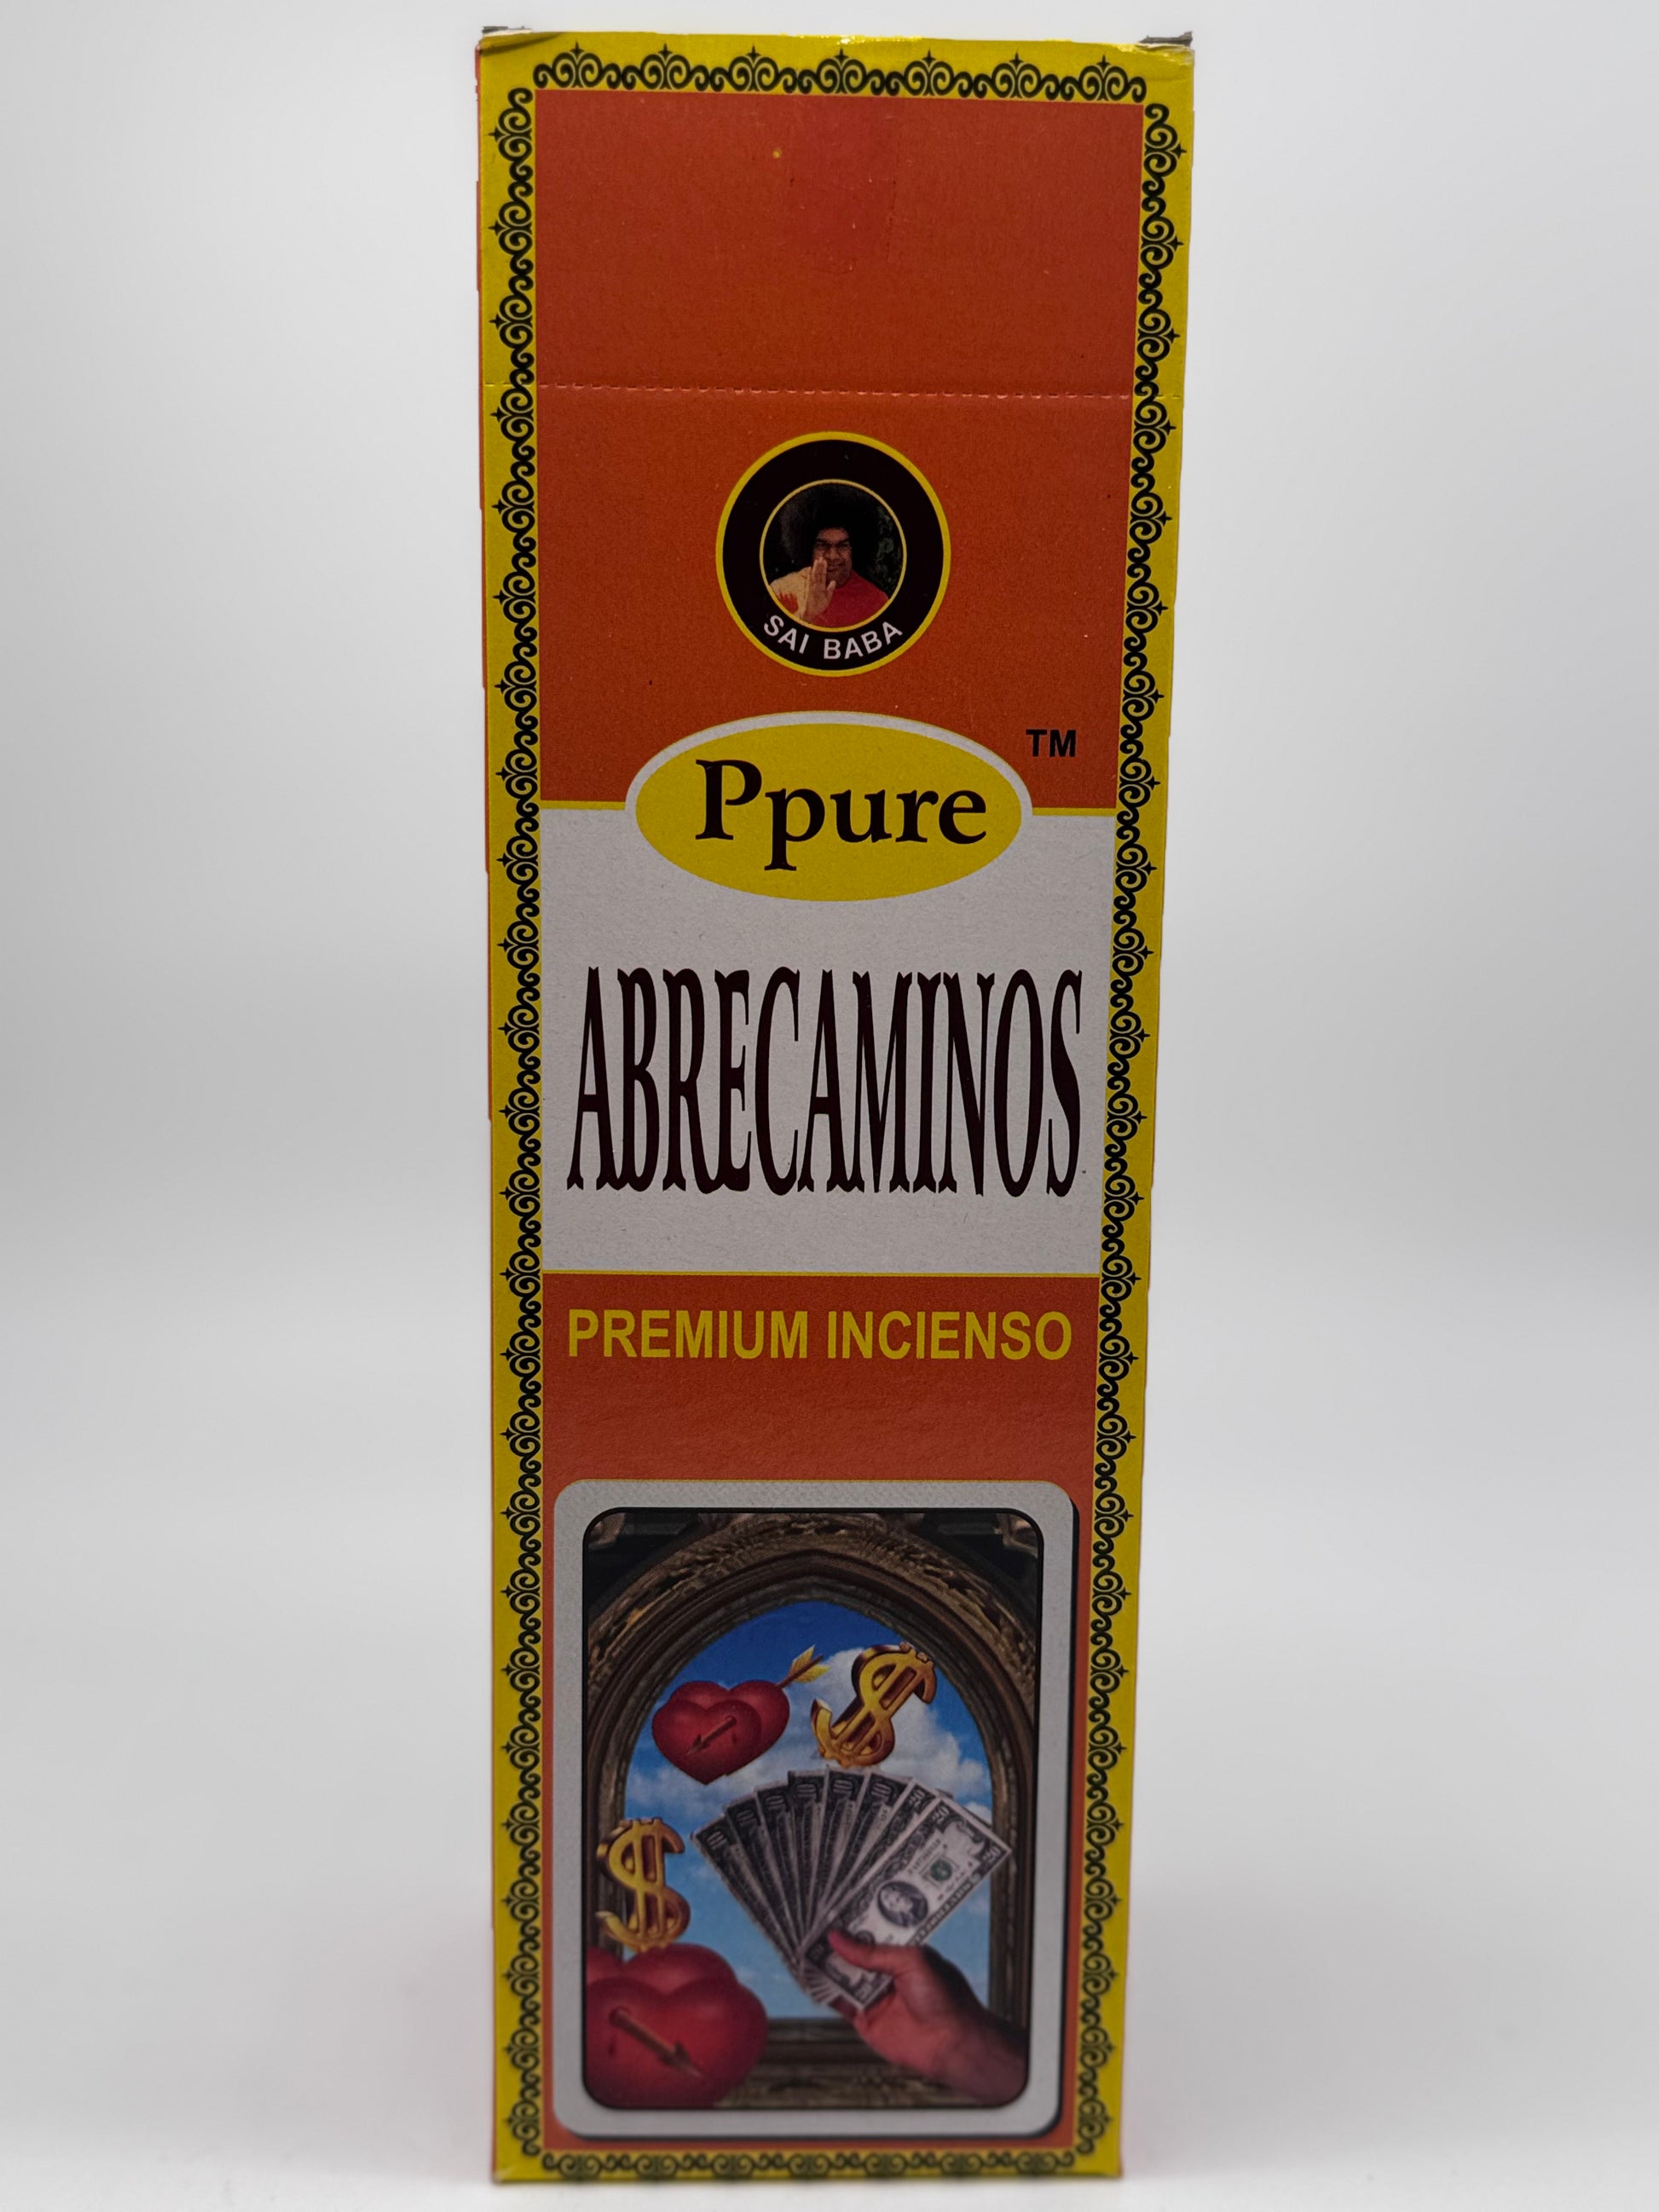 SAI BABA
TM
Ppure
ABRECAMINOS
PREMIUM INCIENSO